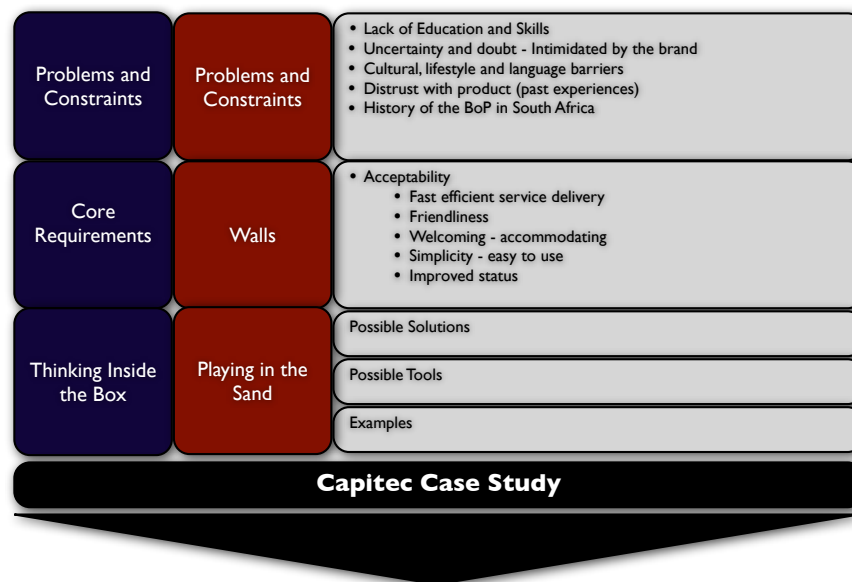 Problems and
Constraints
Problems and
Constraints
• Lack of Education and Skills
• Uncertainty and doubt - Intimidated by the brand
• Cultural, lifestyle and language barriers
• Distrust with product (past experiences)
• History of the BoP in South Africa
Core
Requirements
Walls
• Acceptability
• Fast efficient service delivery
• Friendliness
• Welcoming - accommodating
• Simplicity - easy to use
• Improved status
Thinking Inside
the Box
Playing in the
Sand
Possible Solutions
Possible Tools
Examples
Capitec Case Study